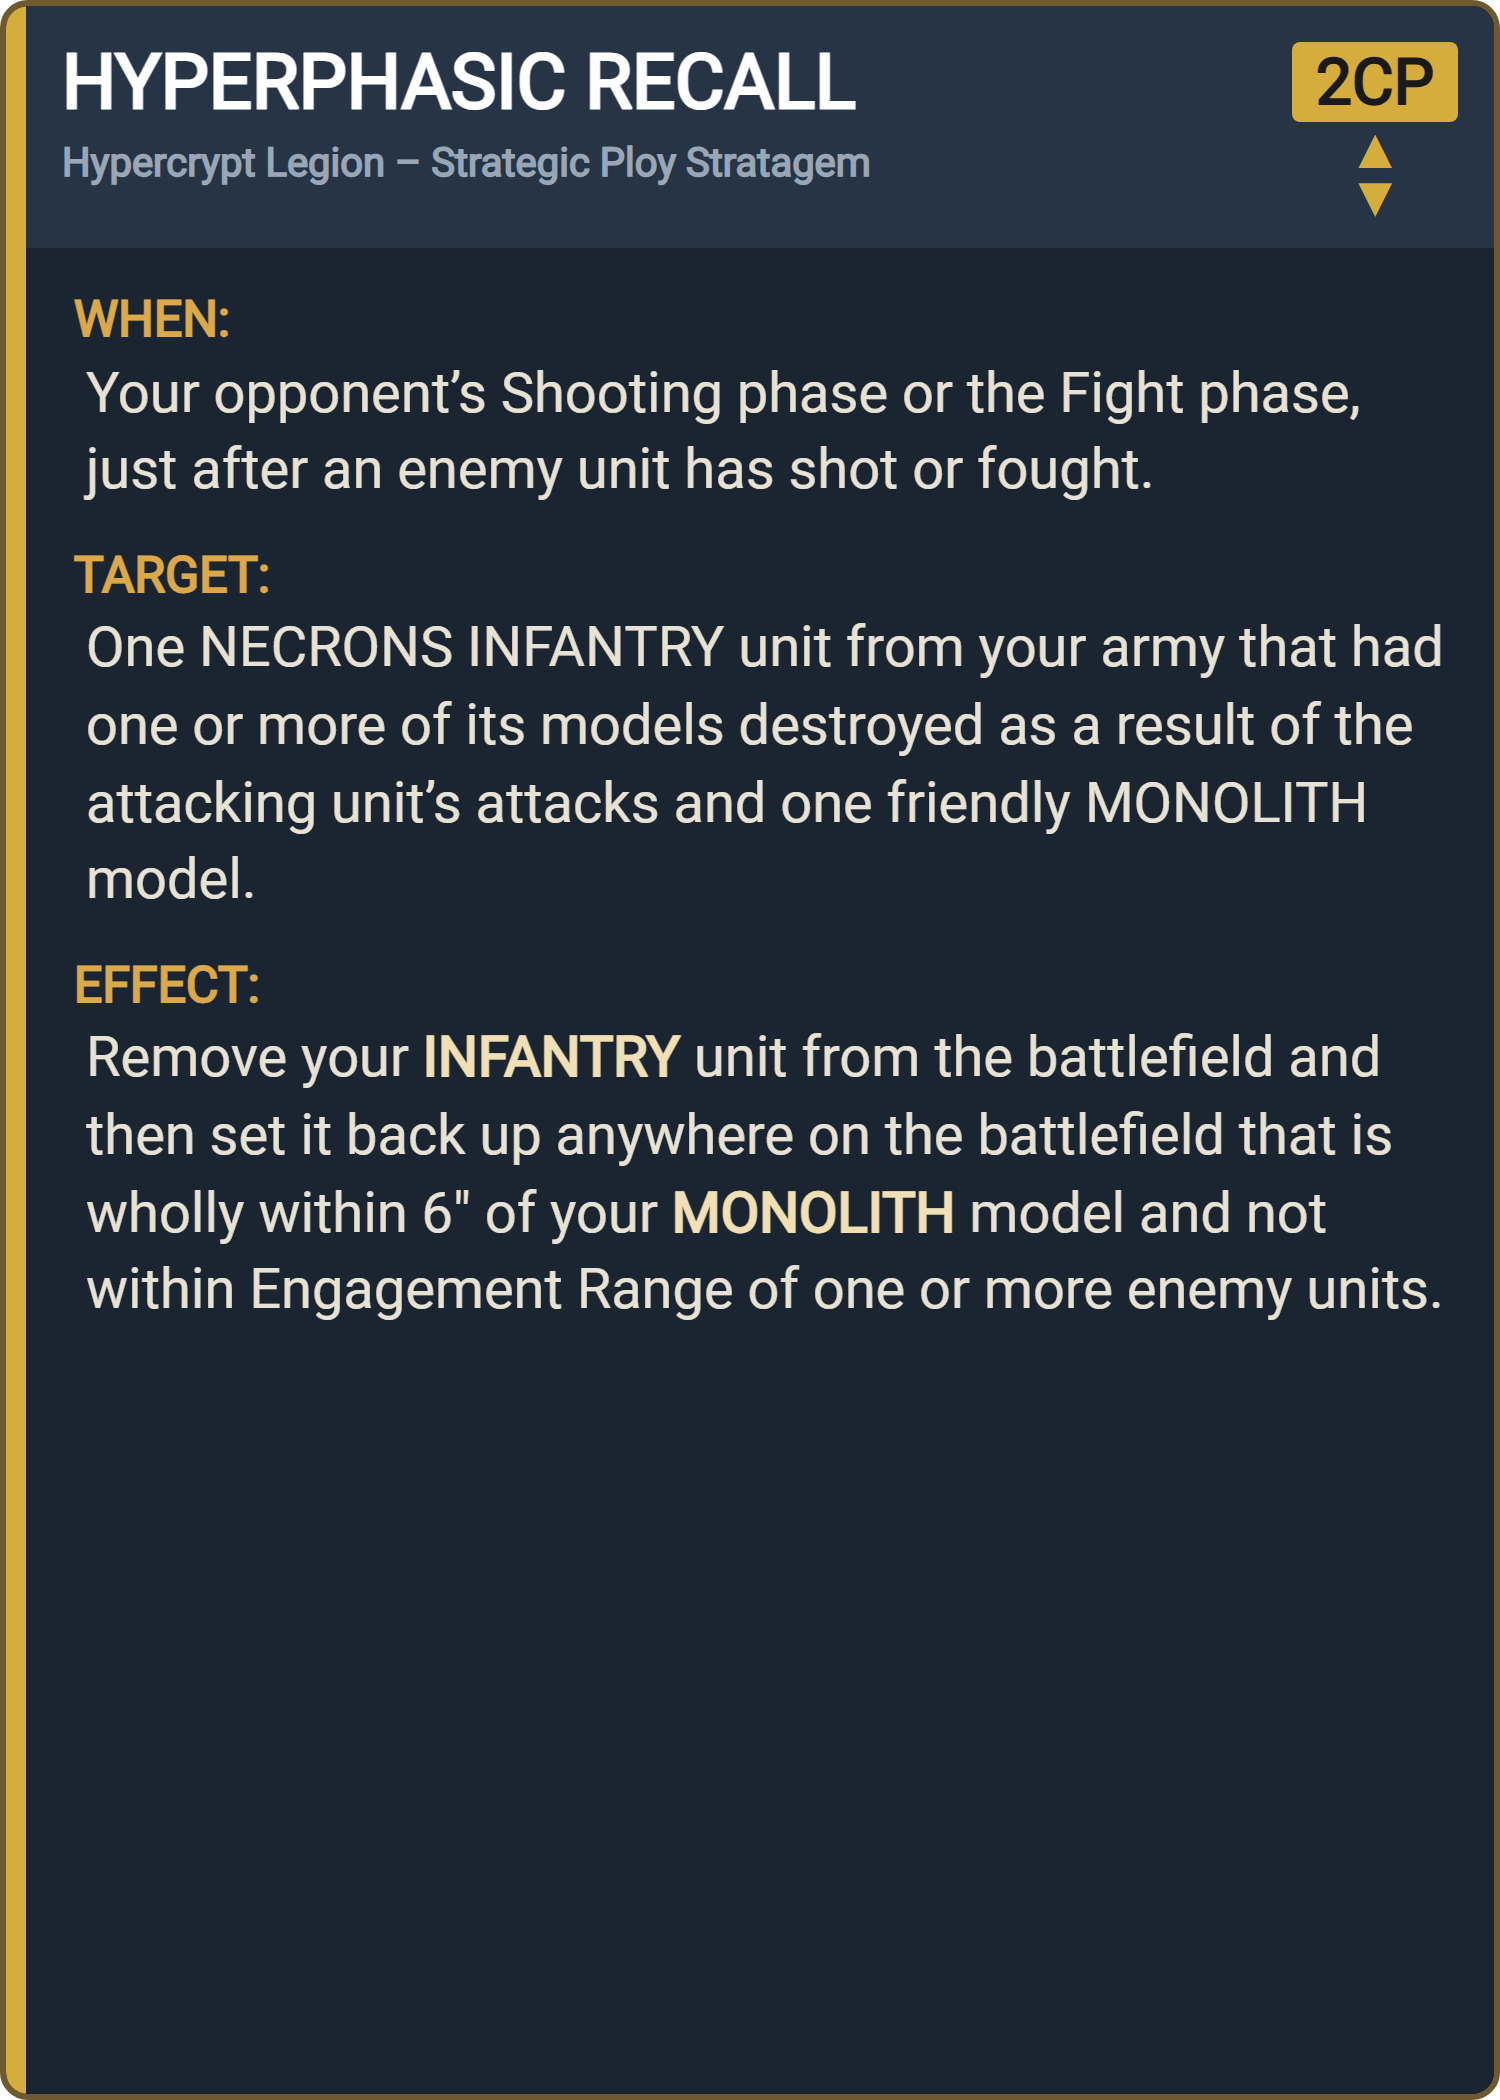 HYPERPHASIC RECALL
2CP
Hypercrypt Legion – Strategic Ploy Stratagem
WHEN:
Your opponent’s Shooting phase or the Fight phase,
just after an enemy unit has shot or fought.
TARGET:
One NECRONS INFANTRY unit from your army that had
one or more of its models destroyed as a result of the
attacking unit’s attacks and one friendly MONOLITH
model.
EFFECT:
Remove your INFANTRY unit from the battlefield and
then set it back up anywhere on the battlefield that is
wholly within 6" of your MONOLITH model and not
within Engagement Range of one or more enemy units.